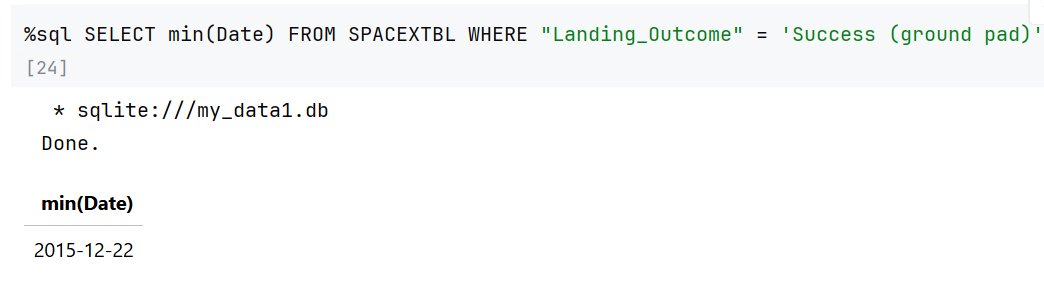 %sql SELECT min(Date) FROM SPACEXTBL WHERE "Landing_Outcome" = 'Success (ground pad)'
[24]
* sqlite:///my_data1.db
Done.
min(Date)
2015-12-22